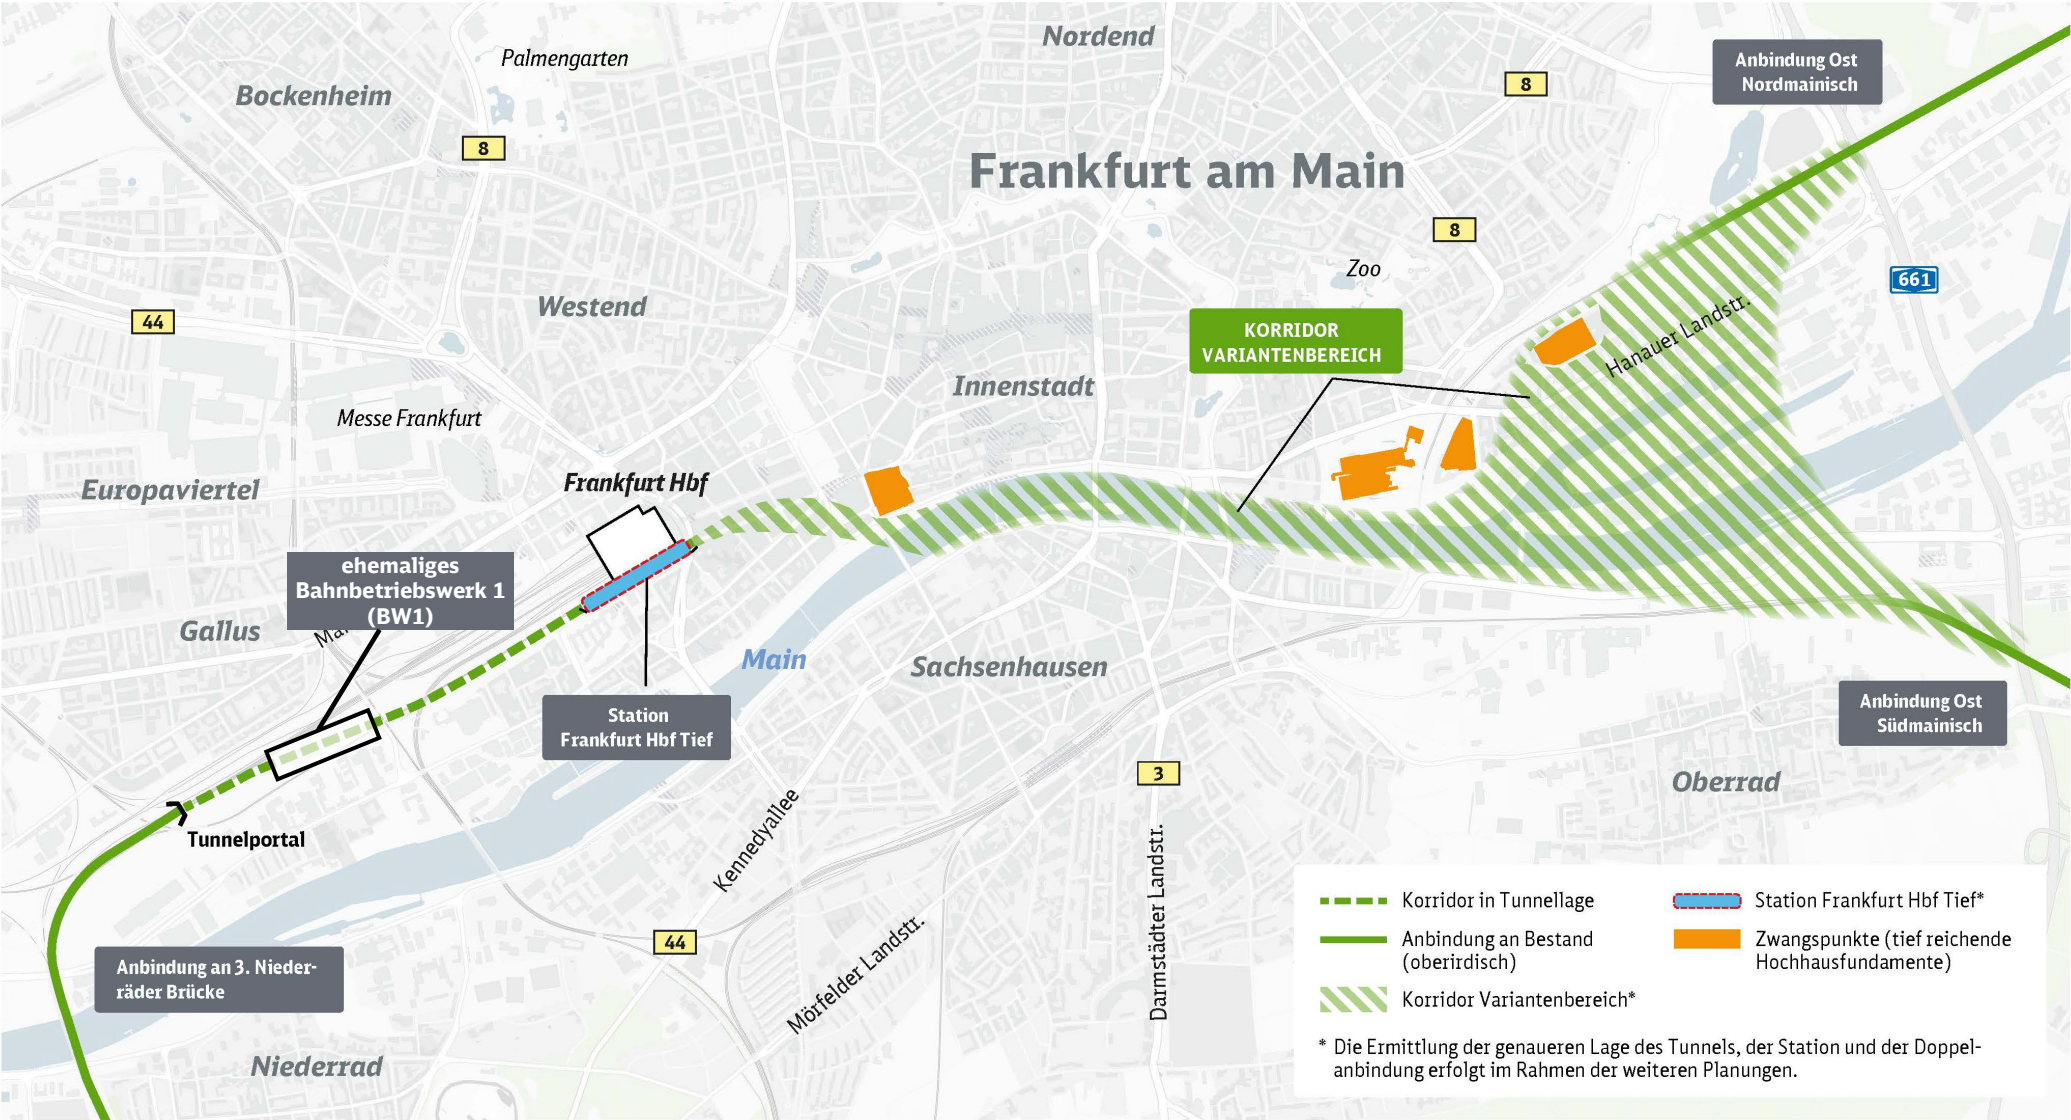 Nordend
Palmengarten
Bockenheim
8
8
Anbindung Ost
Nordmainisch
Frankfurt am Main
8
Zoo
661
Westend
44
Hanauer Landstr.
KORRIDOR
VARIANTENBEREICH
Innenstadt
Messe Frankfurt
Frankfurt Hbf
Europaviertel
ehemaliges
Bahnbetriebswerk 1
(BW1)
Gallus
Main
Sachsenhausen
Station
Frankfurt Hbf Tief
Anbindung Ost
Südmainisch
3
Oberrad
Tunnelportal
Kennedyallee
Darmstädter Landstr.
44
Mörfelder Landstr.
Anbindung an 3. Nieder-
räder Brücke
Niederrad
Korridor in Tunnellage
Anbindung an Bestand
(oberirdisch)
Korridor Variantenbereich*
Station Frankfurt Hbf Tief*
Zwangspunkte (tief reichende
Hochhausfundamente)
* Die Ermittlung der genaueren Lage des Tunnels, der Station und der Doppel-
anbindung erfolgt im Rahmen der weiteren Planungen.